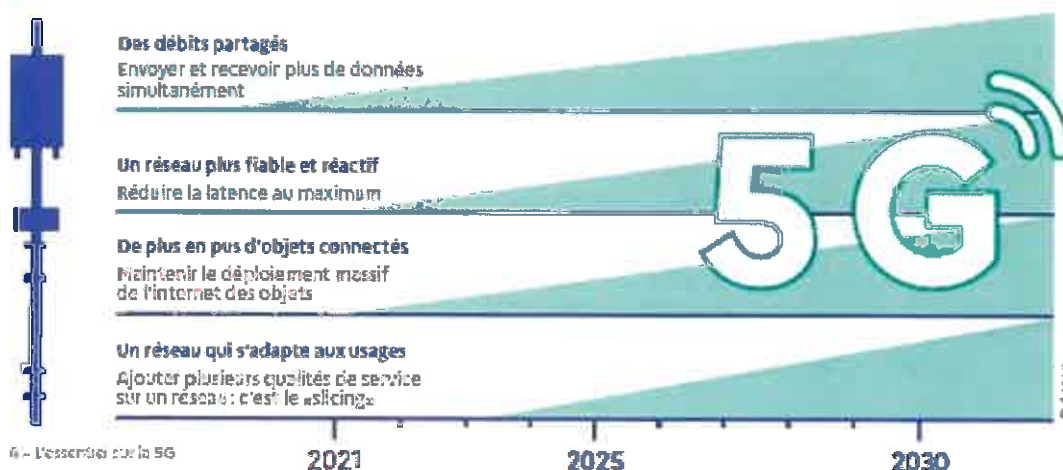 Des débits partagés
Envoyer et recevoir plus de données
simultanément
Un réseau plus fiable et réactif
Réduire la latence au maximum
De plus en pus d'objets connectés
Maintenir le déploiement massif
de l'internet des objets
Un réseau qui s'adapte aux usages
Ajouter plusieurs qualités de service
sur un réseau : c'est le «slicing»
5G
2021
2025
2030
6 – L'essentiel sur la 5G